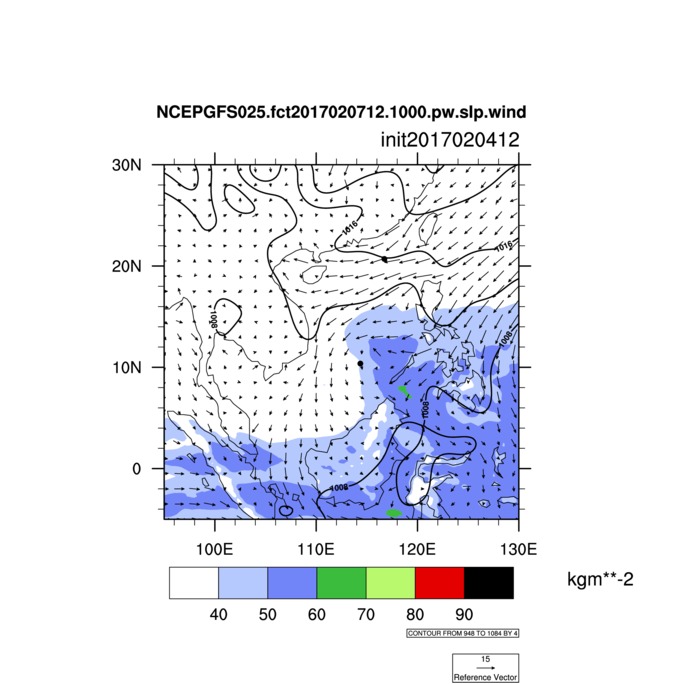 NCEPGFS025.fct2017020712.1000.pw.slp.wind
init2017020412
30N
1016
1016
20N
1008
1008
10N
1008
0
1008
100E 110E 120E 130E
kgm**-2
40 50 60 70 80 90
CONTOUR FROM 948 TO 1084 BY 4
15
Reference Vector